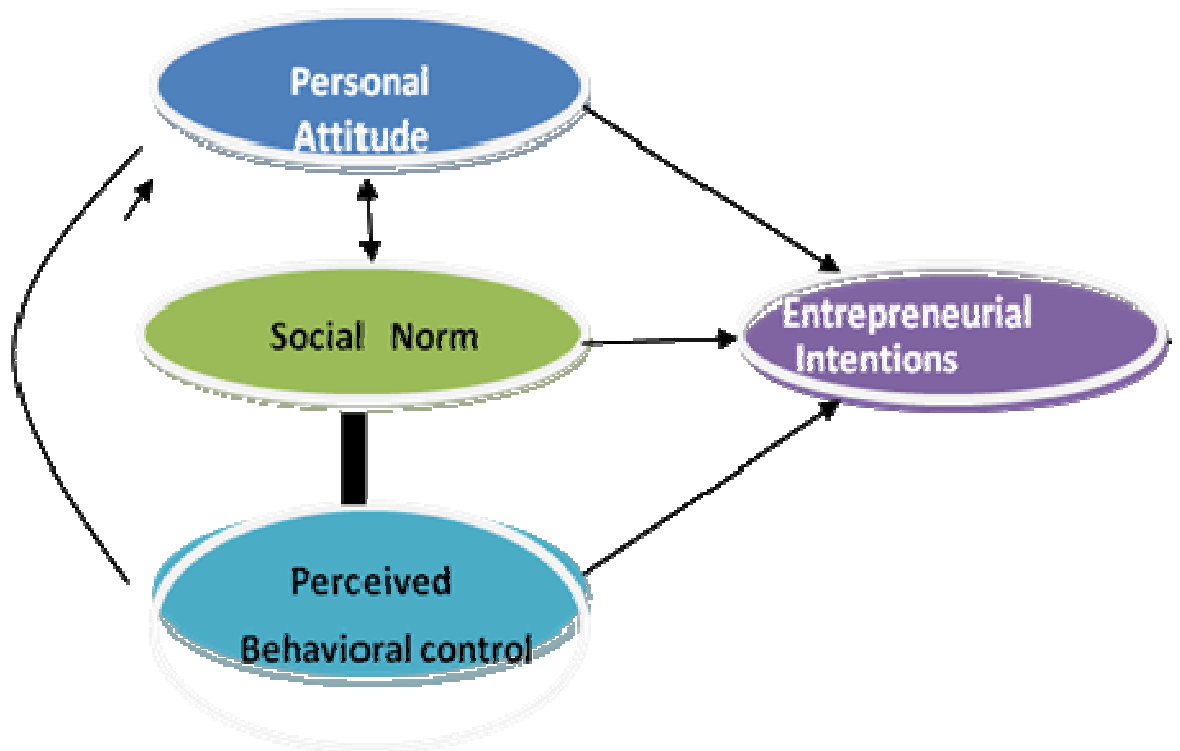 Personal
Attitude
Social Norm
Entrepreneurial
Intentions
Perceived
Behavioral control